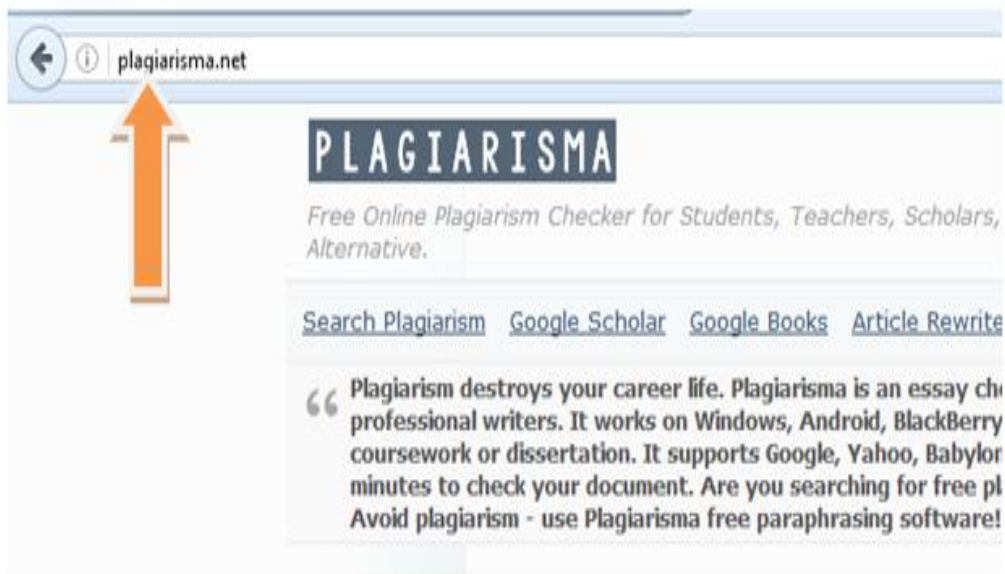 plagiarisma.net
PLAGIARISMA
Free Online Plagiarism Checker for Students, Teachers, Scholars,
Alternative.
Search Plagiarism Google Scholar Google Books Article Rewrite
Plagiarism destroys your career life. Plagiarisma is an essay che
professional writers. It works on Windows, Android, BlackBerry
coursework or dissertation. It supports Google, Yahoo, Babylon
minutes to check your document. Are you searching for free pl
Avoid plagiarism - use Plagiarisma free paraphrasing software!